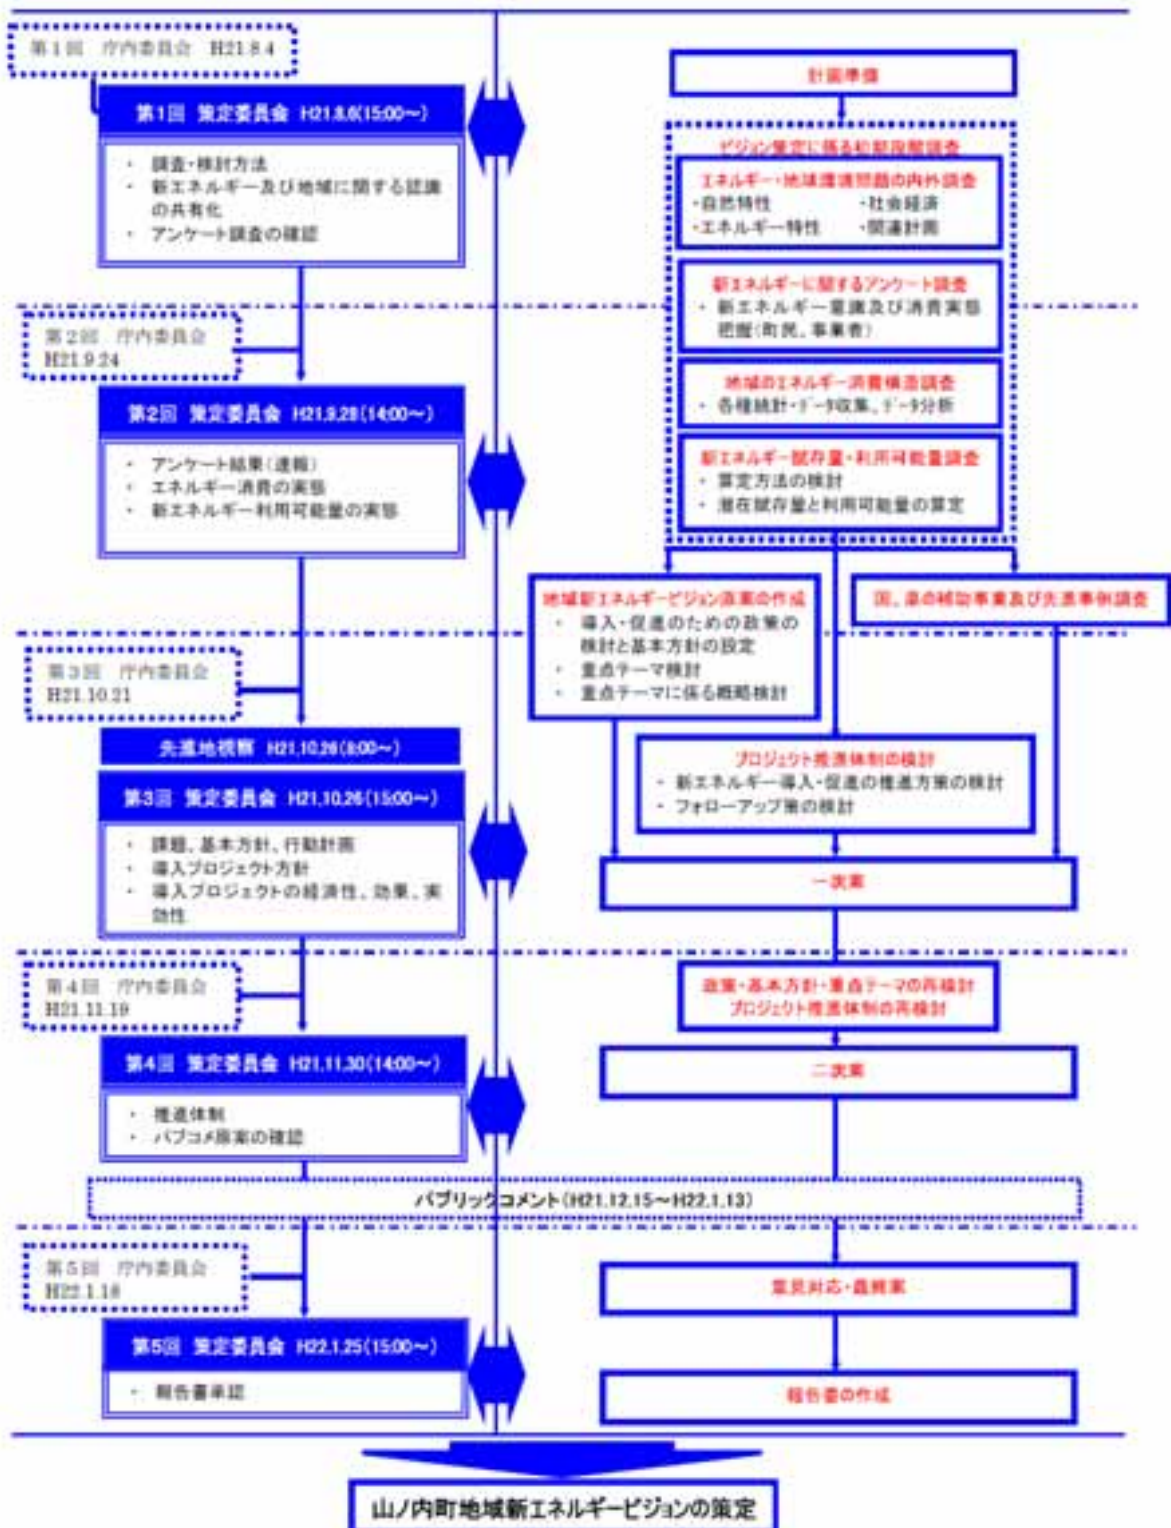 第1回 庁内委員会 H21.8.4
第1回 策定委員会 H21.8.6(15:00～)
・ 調査・検討方法
・ 新エネルギー及び地域に関する認識
の共有化
・ アンケート調査の確認
第2回 庁内委員会
H21.9.24
第2回 策定委員会 H21.9.28(14:00～)
・ アンケート結果(速報)
・ エネルギー消費の実態
・ 新エネルギー利用可能量の実態
第3回 庁内委員会
H21.10.21
先進地視察 H21.10.26(8:00～)
第3回 策定委員会 H21.10.26(15:00～)
・ 課題、基本方針、行動計画
・ 導入プロジェクト方針
・ 導入プロジェクトの経済性、効果、実
効性
第4回 庁内委員会
H21.11.19
第4回 策定委員会 H21.11.30(14:00～)
・ 推進体制
・ パブコメ原案の確認
パブリックコメント(H21.12.15～H22.1.13)
第5回 庁内委員会
H22.1.18
第5回 策定委員会 H22.1.25(15:00～)
・ 報告書承認
計画準備
ビジョン策定に係る初期段階調査
エネルギー・地球環境問題の内外調査
・自然特性 ・社会経済
・エネルギー特性 ・関連計画
新エネルギーに関するアンケート調査
・ 新エネルギー意識及び消費実態
把握(町民、事業者)
地域のエネルギー消費構造調査
・ 各種統計・データ収集、データ分析
新エネルギー賦存量・利用可能量調査
・ 算定方法の検討
・ 潜在賦存量と利用可能量の算定
地域新エネルギービジョン原案の作成
・ 導入・促進のための政策の
検討と基本方針の設定
・ 重点テーマ検討
・ 重点テーマに係る概略検討
国、県の補助事業及び先進事例調査
プロジェクト推進体制の検討
・ 新エネルギー導入・促進の推進方策の検討
・ フォローアップ策の検討
一次案
政策・基本方針・重点テーマの再検討
プロジェクト推進体制の再検討
二次案
意見対応・最終案
報告書の作成
山ノ内町地域新エネルギービジョンの策定